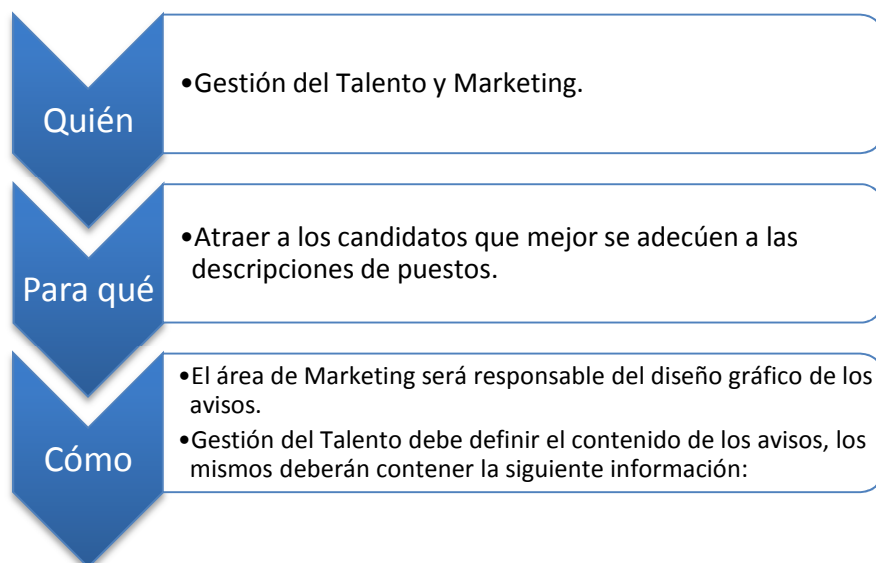 Quién
•Gestión del Talento y Marketing.
Para qué
•Atraer a los candidatos que mejor se adecúen a las
descripciones de puestos.
Cómo
•El área de Marketing será responsable del diseño gráfico de los
avisos.
•Gestión del Talento debe definir el contenido de los avisos, los
mismos deberán contener la siguiente información: